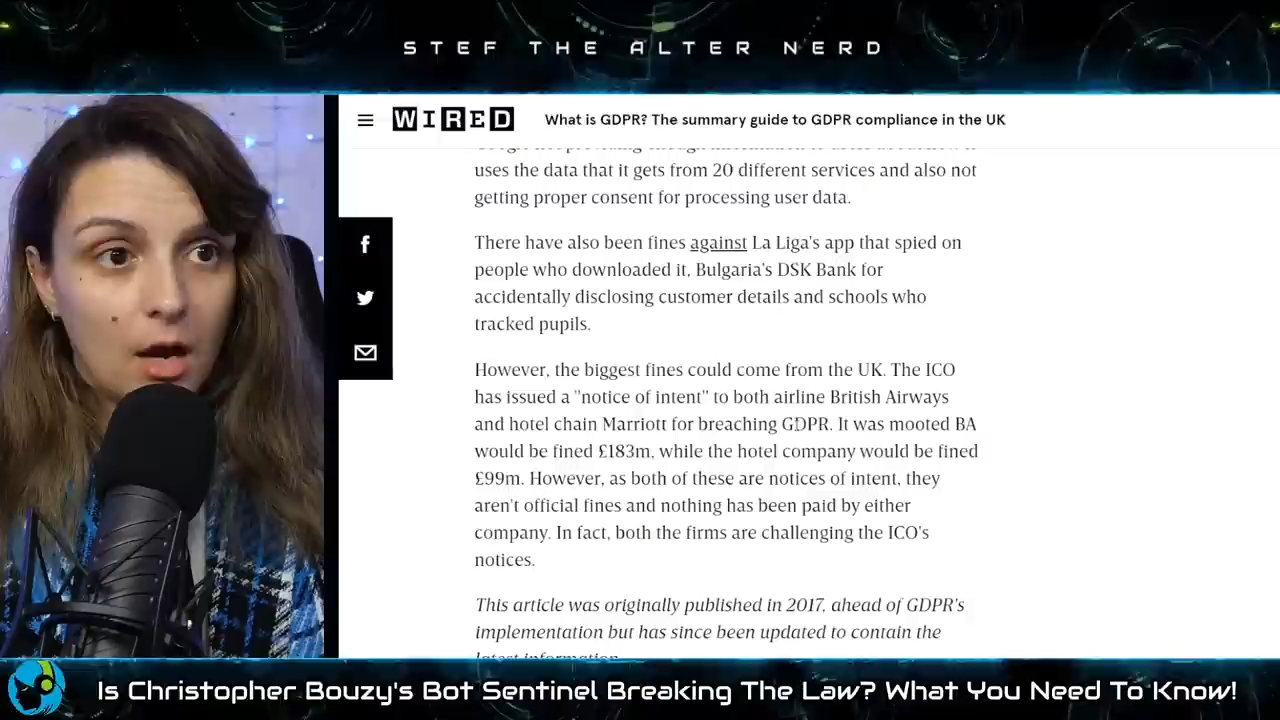 STEF THE ALTER NERD
WIRED
What is GDPR? The summary guide to GDPR compliance in the UK
uses the data that it gets from 20 different services and also not
getting proper consent for processing user data.
There have also been fines against La Liga's app that spied on
people who downloaded it, Bulgaria's DSK Bank for
accidentally disclosing customer details and schools who
tracked pupils.
However, the biggest fines could come from the UK. The ICO
has issued a "notice of intent" to both airline British Airways
and hotel chain Marriott for breaching GDPR. It was mooted BA
would be fined £183m, while the hotel company would be fined
£99m. However, as both of these are notices of intent, they
aren't official fines and nothing has been paid by either
company. In fact, both the firms are challenging the ICO's
notices.
This article was originally published in 2017, ahead of GDPR's
implementation but has since been updated to contain the
latest information
Is Christopher Bouzy's Bot Sentinel Breaking The Law? What You Need To Know!